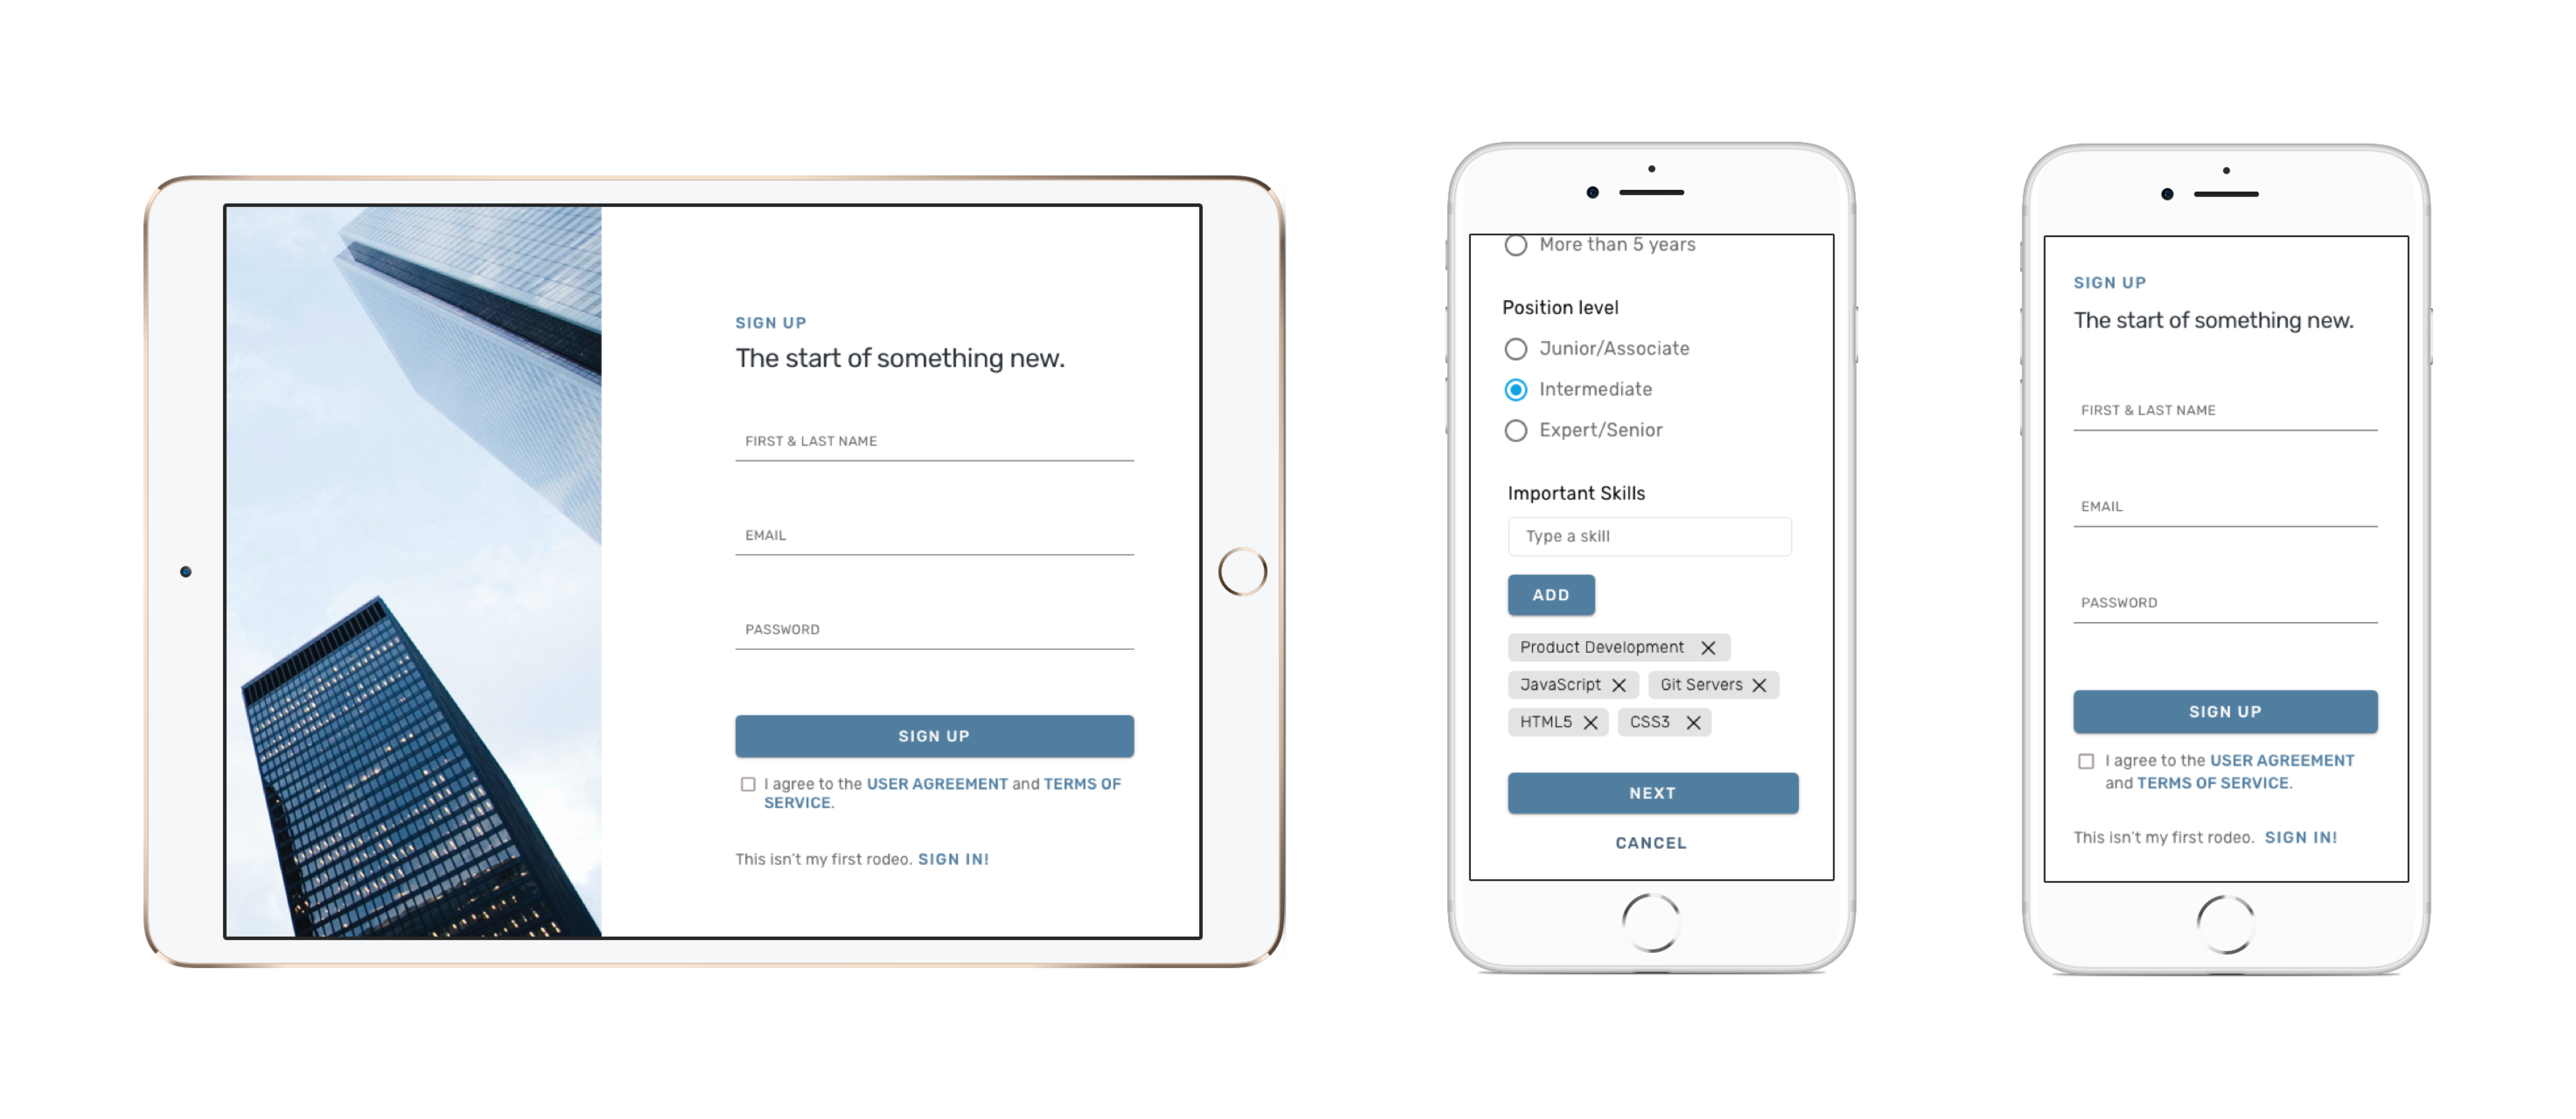 SIGN UP
The start of something new.
FIRST & LAST NAME
EMAIL
PASSWORD
SIGN UP
I agree to the USER AGREEMENT and TERMS OF
SERVICE.
This isn't my first rodeo. SIGN IN!
More than 5 years
Position level
Junior/Associate
Intermediate
Expert/Senior
Important Skills
Type a skill
ADD
Product Development
JavaScript Git Servers
HTML5 CSS3
NEXT
CANCEL
SIGN UP
The start of something new.
FIRST & LAST NAME
EMAIL
PASSWORD
SIGN UP
I agree to the USER AGREEMENT
and TERMS OF SERVICE.
This isn't my first rodeo. SIGN IN!